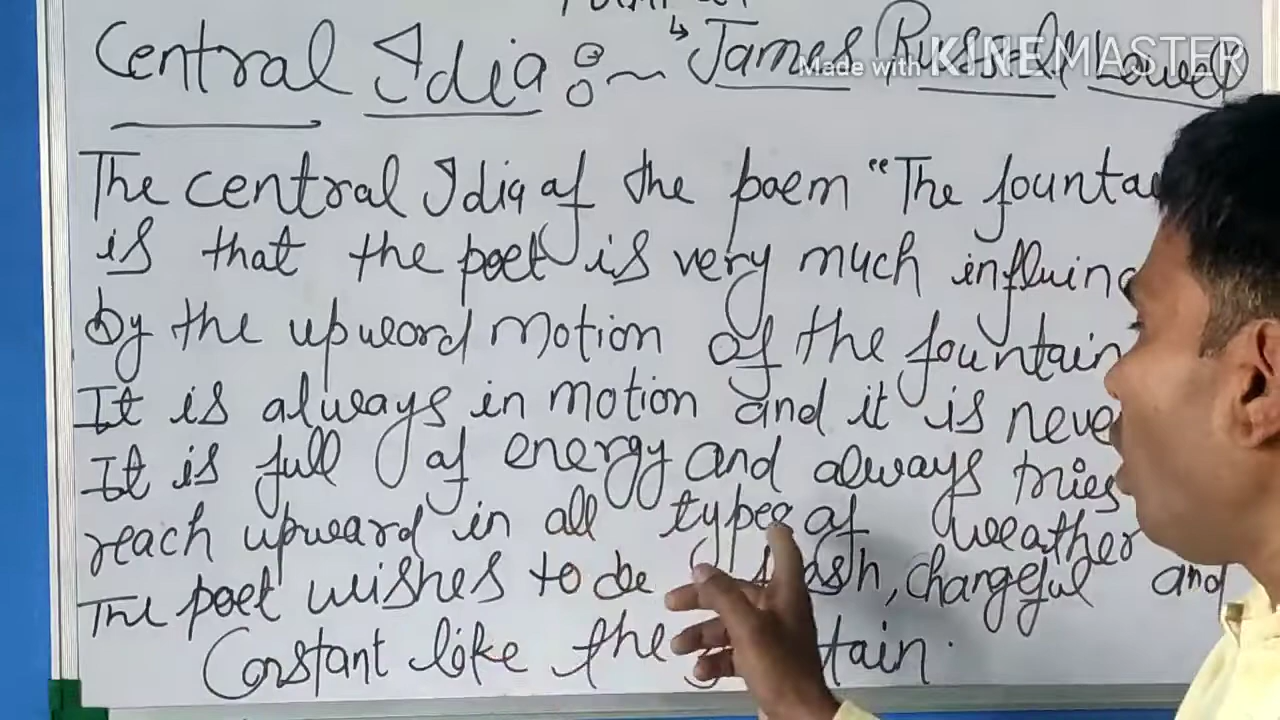 Central Idia :~ ↳ James Russell Lowell
Made with KINEMASTER
The central Idia of the poem "The fountai
is that the poet is very much influinc
by the upword motion of the fountain
It is always in motion and it is neve
It is full of energy and always tries
reach upward in all types of weather
The poet wishes to be fresh, changeful and
Constant like the tain.